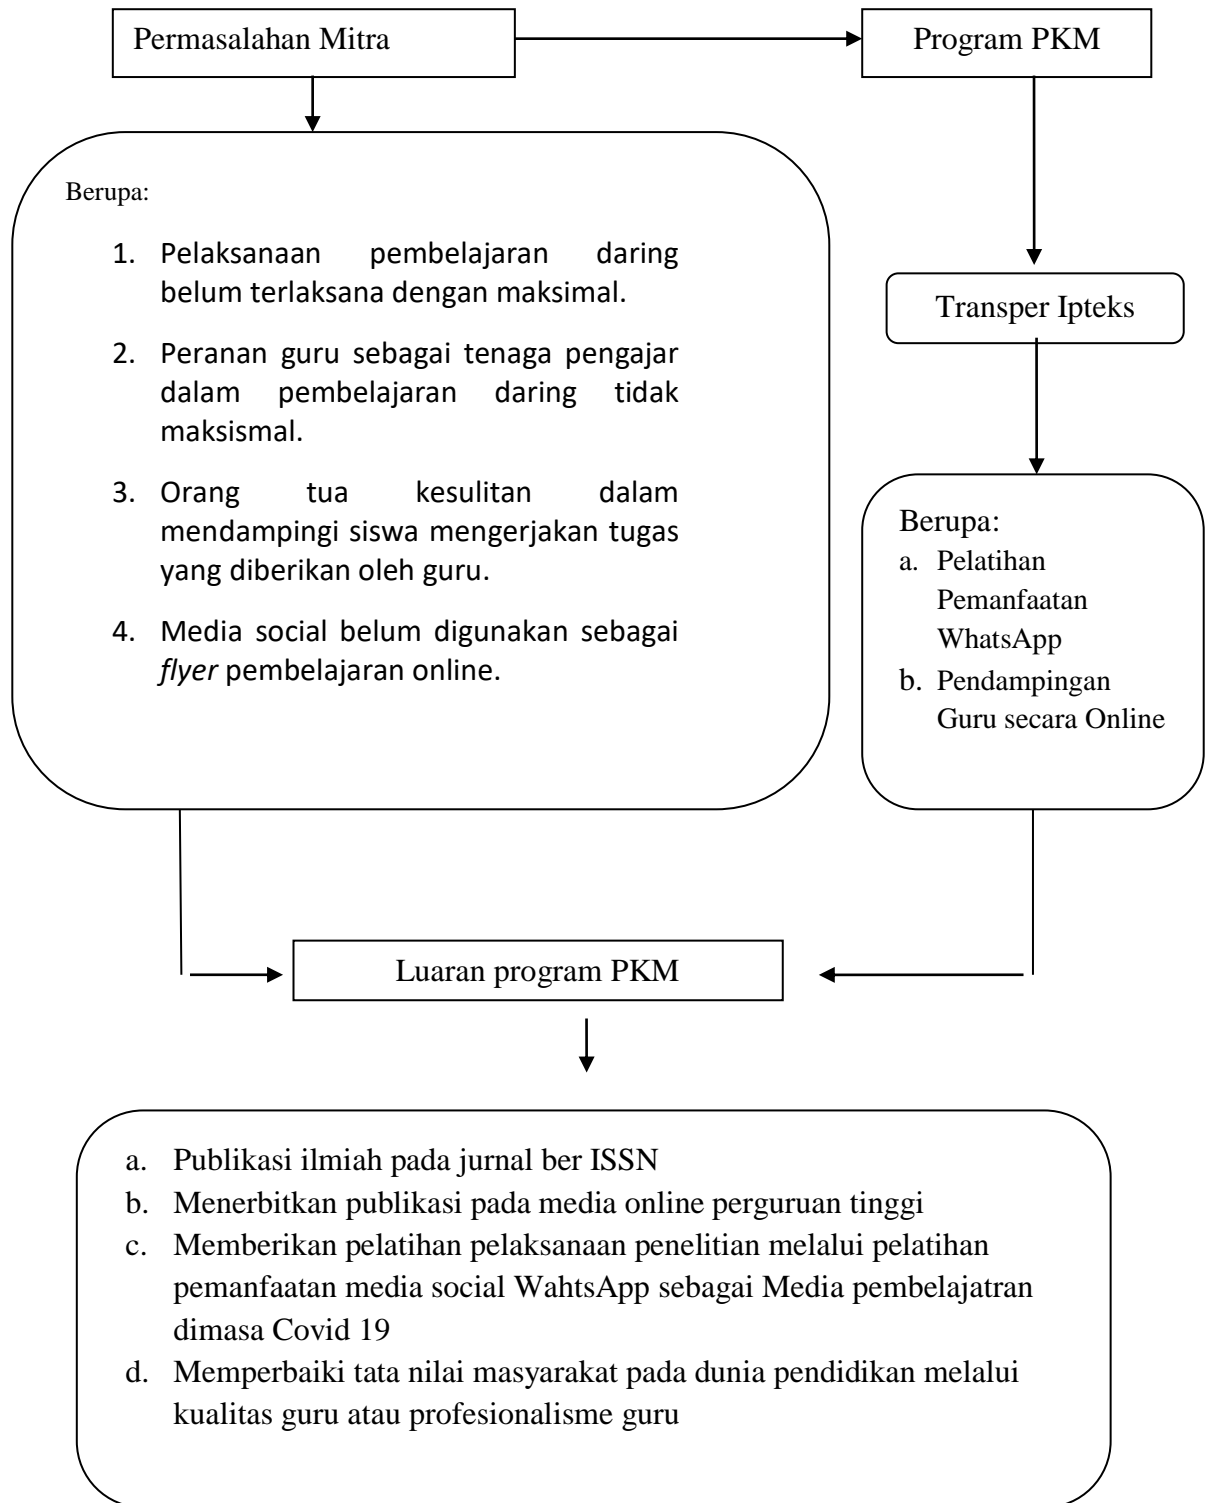 Permasalahan Mitra
Program PKM
Berupa:
1. Pelaksanaan pembelajaran daring
belum terlaksana dengan maksimal.
2. Peranan guru sebagai tenaga pengajar
dalam pembelajaran daring tidak
maksismal.
3. Orang tua kesulitan dalam
mendampingi siswa mengerjakan tugas
yang diberikan oleh guru.
4. Media social belum digunakan sebagai
flyer pembelajaran online.
Transper Ipteks
Berupa:
a. Pelatihan
Pemanfaatan
WhatsApp
b. Pendampingan
Guru secara Online
Luaran program PKM
a. Publikasi ilmiah pada jurnal ber ISSN
b. Menerbitkan publikasi pada media online perguruan tinggi
c. Memberikan pelatihan pelaksanaan penelitian melalui pelatihan
pemanfaatan media social WahtsApp sebagai Media pembelajatran
dimasa Covid 19
d. Memperbaiki tata nilai masyarakat pada dunia pendidikan melalui
kualitas guru atau profesionalisme guru